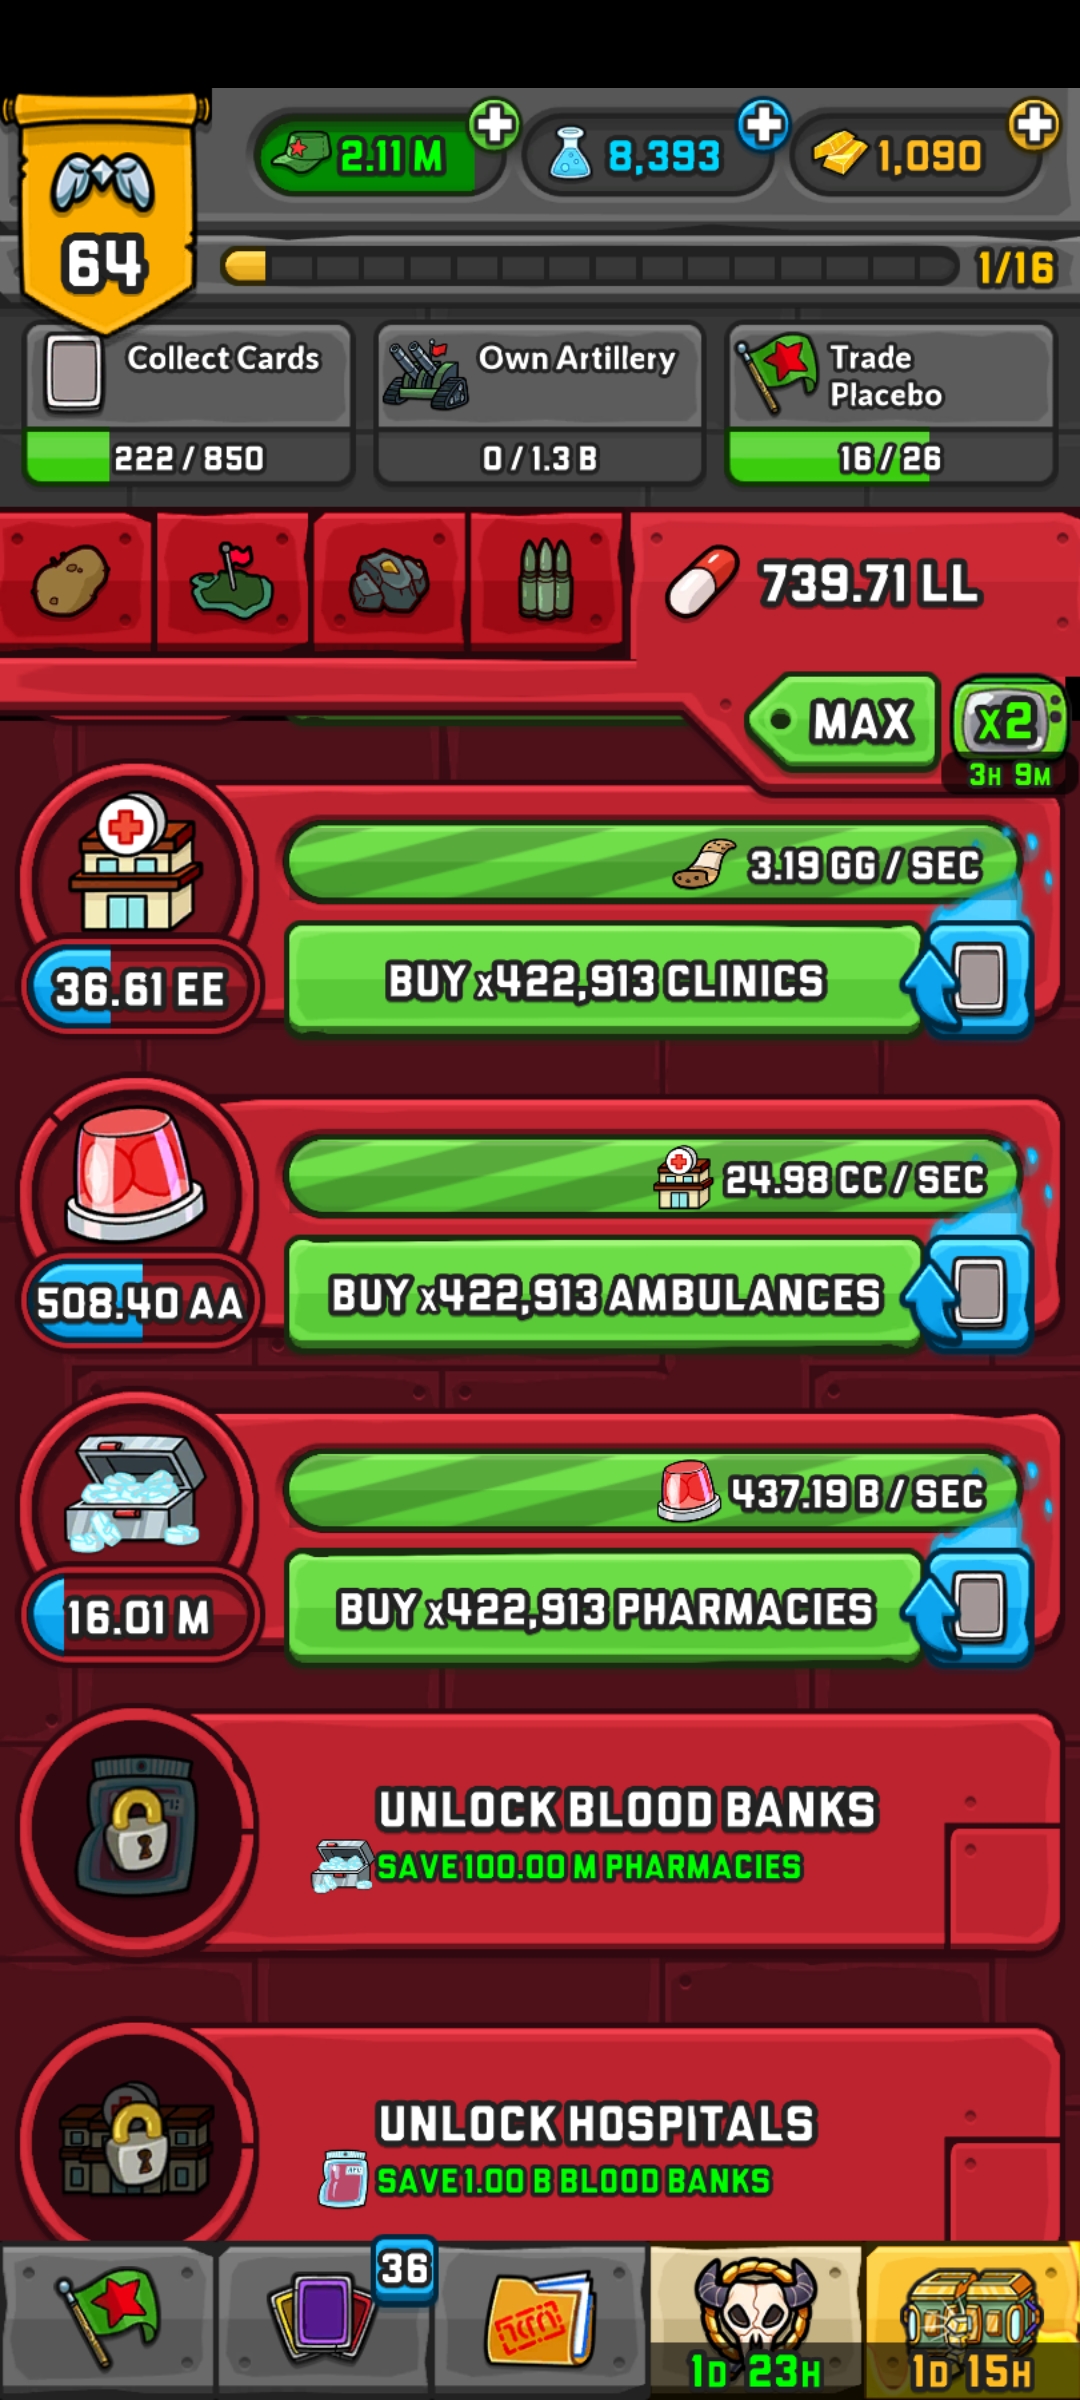 2.11 M
8,393
1,090
64
1/16
Collect Cards
222 / 850
Own Artillery
0 / 1.3 B
Trade
Placebo
16 / 26
739.71 LL
MAX
x2
3H 9M
3.19 GG / SEC
36.61 EE
BUY x422,913 CLINICS
24.98 CC / SEC
508.40 AA
BUY x422,913 AMBULANCES
437.19 B / SEC
16.01 M
BUY x422,913 PHARMACIES
UNLOCK BLOOD BANKS
SAVE 100.00 M PHARMACIES
UNLOCK HOSPITALS
SAVE 1.00 B BLOOD BANKS
36
1D 23H
1D 15H